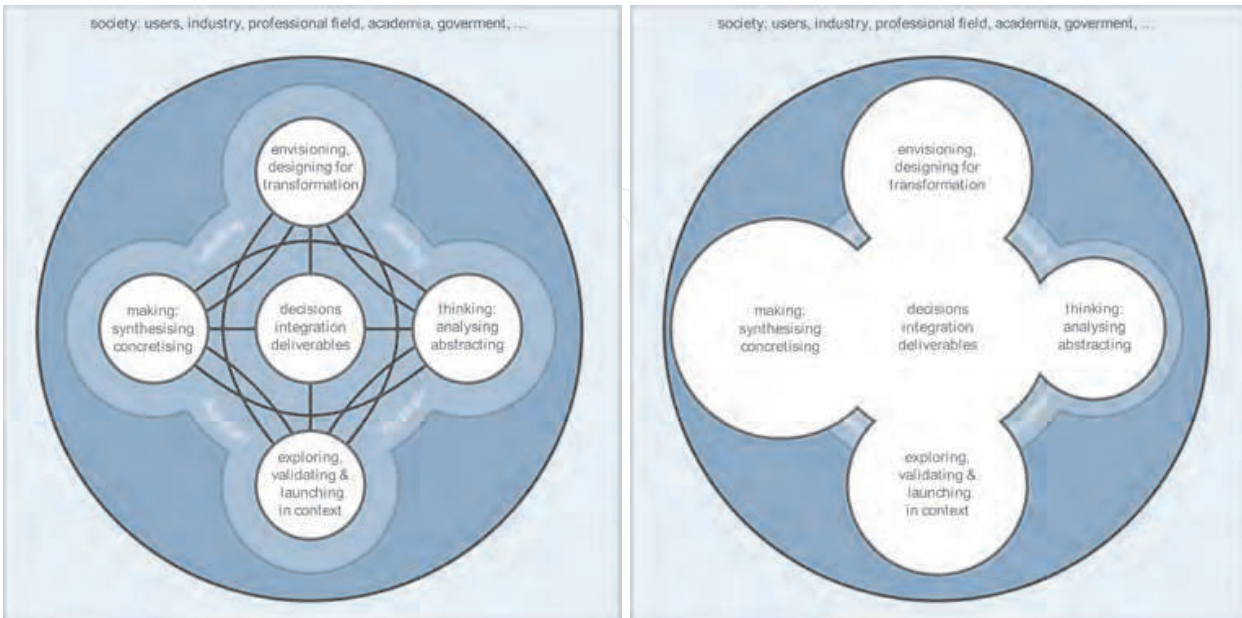 society: users, industry, professional field, academia, goverment, ...
envisioning,
designing for
transformation
making:
synthesising
concretising
decisions
integration
deliverables
thinking:
analysing
abstracting
exploring,
validating &
launching
in context
society: users, industry, professional field, academia, goverment, ...
envisioning,
designing for
transformation
making:
synthesising
concretising
decisions
integration
deliverables
thinking:
analysing
abstracting
exploring,
validating &
launching
in context